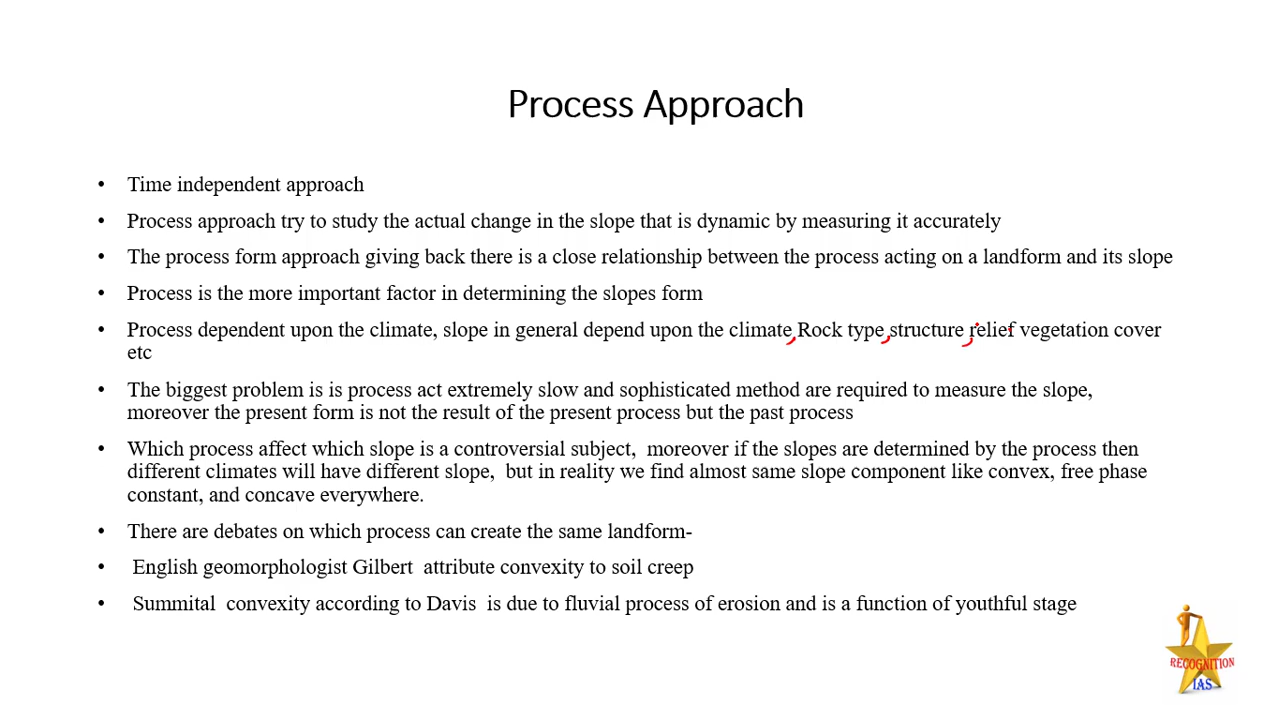 Process Approach
• Time independent approach
• Process approach try to study the actual change in the slope that is dynamic by measuring it accurately
• The process form approach giving back there is a close relationship between the process acting on a landform and its slope
• Process is the more important factor in determining the slopes form
• Process dependent upon the climate, slope in general depend upon the climate, Rock type, structure, relief vegetation cover
etc
• The biggest problem is is process act extremely slow and sophisticated method are required to measure the slope,
moreover the present form is not the result of the present process but the past process
• Which process affect which slope is a controversial subject, moreover if the slopes are determined by the process then
different climates will have different slope, but in reality we find almost same slope component like convex, free phase
constant, and concave everywhere.
• There are debates on which process can create the same landform-
• English geomorphologist Gilbert attribute convexity to soil creep
• Summital convexity according to Davis is due to fluvial process of erosion and is a function of youthful stage
RECOGNITION
IAS